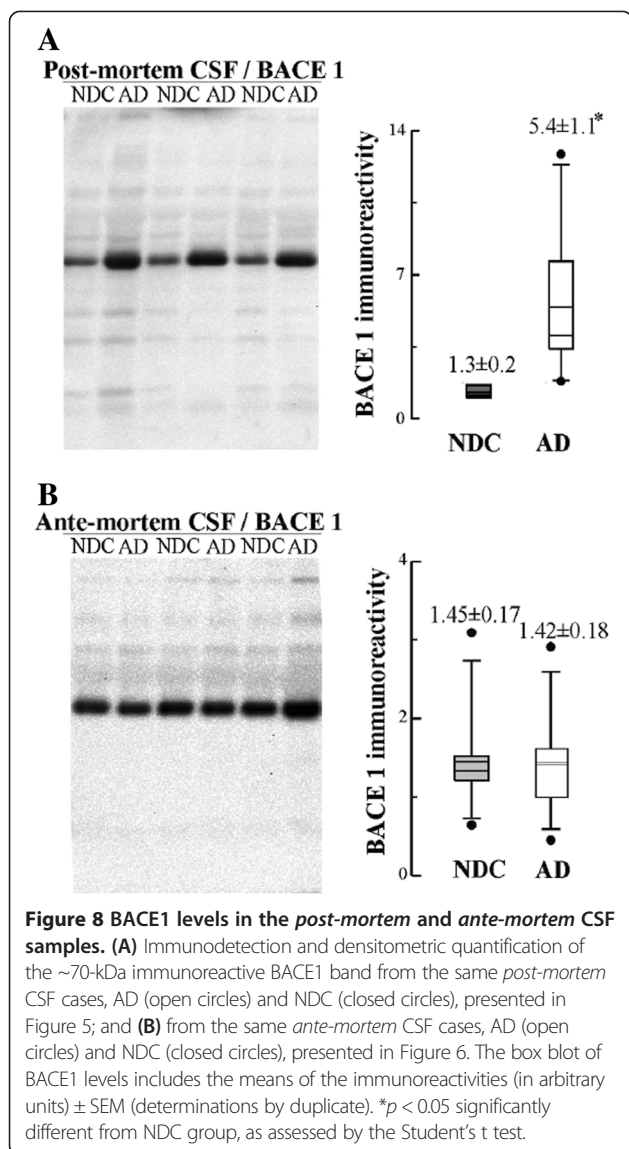 A
Post-mortem CSF / BACE 1
NDC AD NDC AD NDC AD
BACE 1 immunoreactivity
14
7
0
1.3±0.2
5.4±1.1*
NDC AD
B
Ante-mortem CSF / BACE 1
NDC AD NDC AD NDC AD
BACE 1 immunoreactivity
4
2
0
1.45±0.17
1.42±0.18
NDC AD
Figure 8 BACE1 levels in the post-mortem and ante-mortem CSF
samples. (A) Immunodetection and densitometric quantification of
the ~70-kDa immunoreactive BACE1 band from the same post-mortem
CSF cases, AD (open circles) and NDC (closed circles), presented in
Figure 5; and (B) from the same ante-mortem CSF cases, AD (open
circles) and NDC (closed circles), presented in Figure 6. The box blot of
BACE1 levels includes the means of the immunoreactivities (in arbitrary
units) ± SEM (determinations by duplicate). *p < 0.05 significantly
different from NDC group, as assessed by the Student's t test.